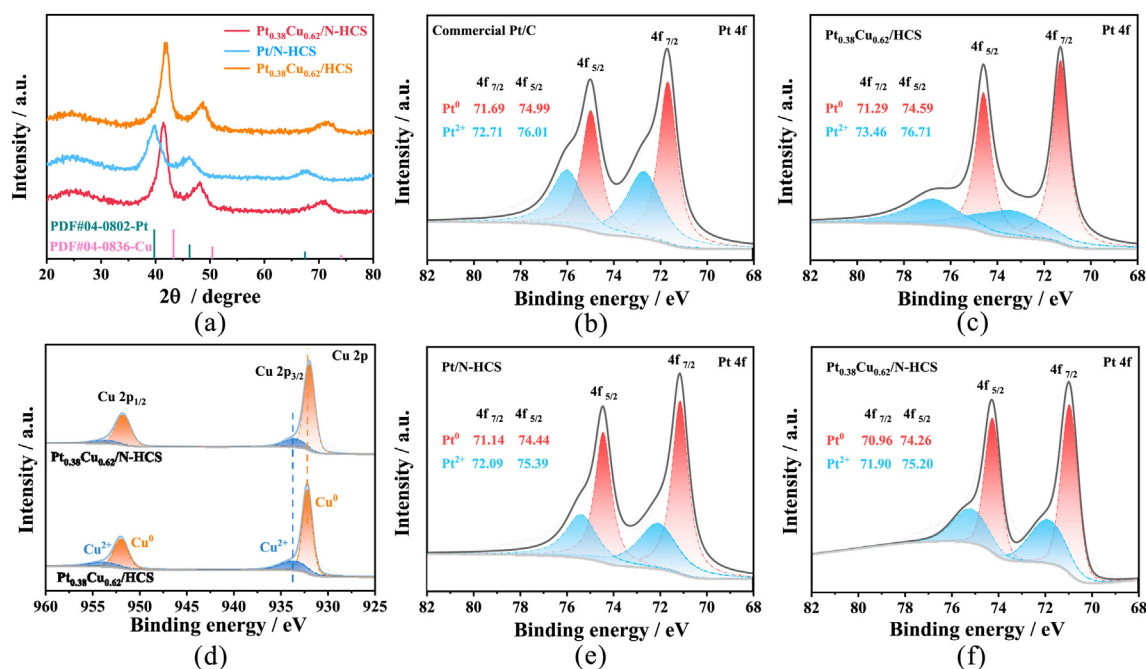 Intensity / a.u.
Pt0.38Cu0.62/N-HCS
Pt/N-HCS
Pt0.38Cu0.62/HCS
PDF#04-0802-Pt
PDF#04-0836-Cu
20 30 40 50 60 70 80
2θ / degree
(a)
Intensity / a.u.
Commercial Pt/C
Pt 4f
4f 7/2
4f 5/2
4f 7/2 4f 5/2
Pt⁰ 71.69 74.99
Pt²⁺ 72.71 76.01
82 80 78 76 74 72 70 68
Binding energy / eV
(b)
Intensity / a.u.
Pt0.38Cu0.62/HCS
Pt 4f
4f 7/2
4f 5/2
4f 7/2 4f 5/2
Pt⁰ 71.29 74.59
Pt²⁺ 73.46 76.71
82 80 78 76 74 72 70 68
Binding energy / eV
(c)
Intensity / a.u.
Cu 2p
Cu 2p3/2
Cu 2p1/2
Pt0.38Cu0.62/N-HCS
Cu²⁺ Cu⁰
Cu²⁺ Cu⁰
Pt0.38Cu0.62/HCS
960 955 950 945 940 935 930 925
Binding energy / eV
(d)
Intensity / a.u.
Pt/N-HCS
Pt 4f
4f 7/2
4f 5/2
4f 7/2 4f 5/2
Pt⁰ 71.14 74.44
Pt²⁺ 72.09 75.39
82 80 78 76 74 72 70 68
Binding energy / eV
(e)
Intensity / a.u.
Pt0.38Cu0.62/N-HCS
Pt 4f
4f 7/2
4f 5/2
4f 7/2 4f 5/2
Pt⁰ 70.96 74.26
Pt²⁺ 71.90 75.20
82 80 78 76 74 72 70 68
Binding energy / eV
(f)